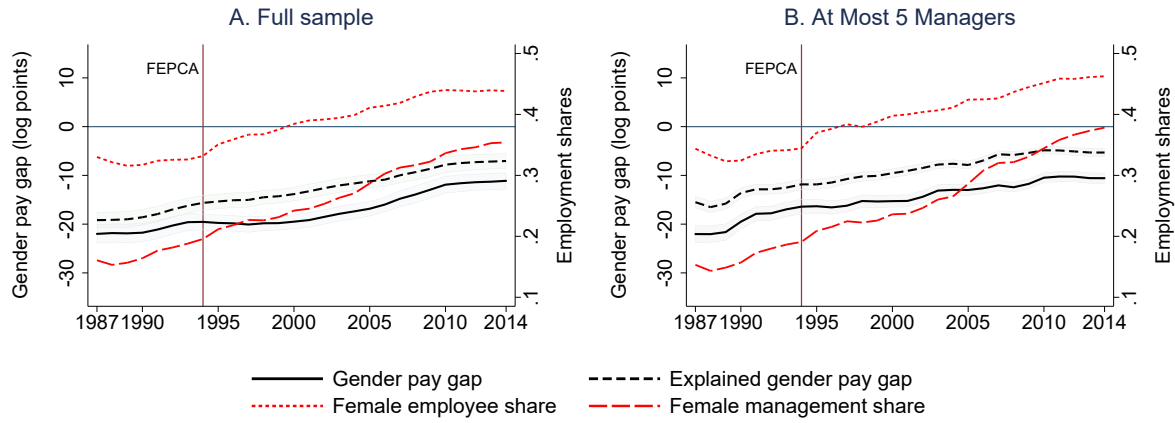 A. Full sample
B. At Most 5 Managers
Gender pay gap (log points)
10
0
-10
-20
-30
FEPCA
.5
.4
.3
.2
.1
Employment shares
1987 1990 1995 2000 2005 2010 2014
Gender pay gap (log points)
10
0
-10
-20
-30
FEPCA
.5
.4
.3
.2
.1
Employment shares
1987 1990 1995 2000 2005 2010 2014
Gender pay gap
Explained gender pay gap
Female employee share
Female management share